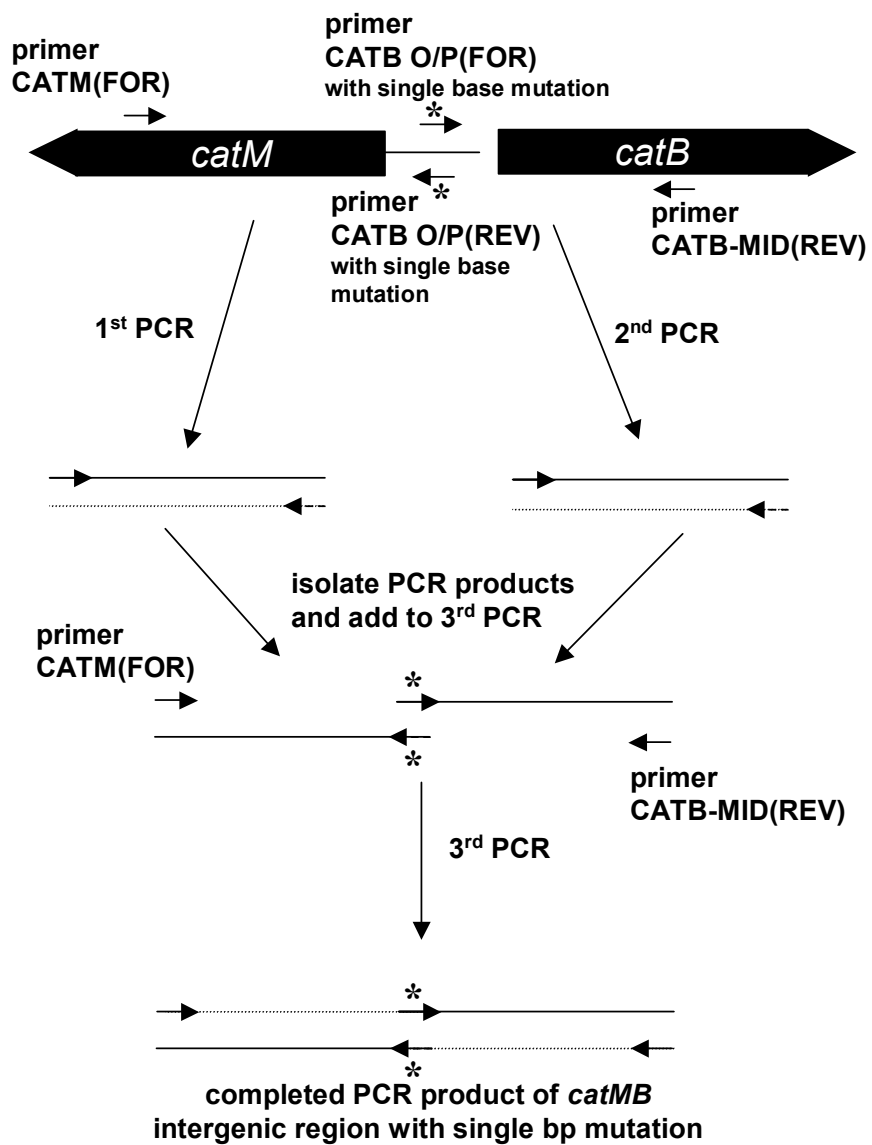 primer
CATM(FOR)
primer
CATB O/P(FOR)
with single base mutation
*
catM
catB
*
primer
CATB O/P(REV)
with single base
mutation
primer
CATB-MID(REV)
1st PCR
2nd PCR
isolate PCR products
and add to 3rd PCR
primer
CATM(FOR)
*
*
primer
CATB-MID(REV)
3rd PCR
*
*
completed PCR product of catMB
intergenic region with single bp mutation